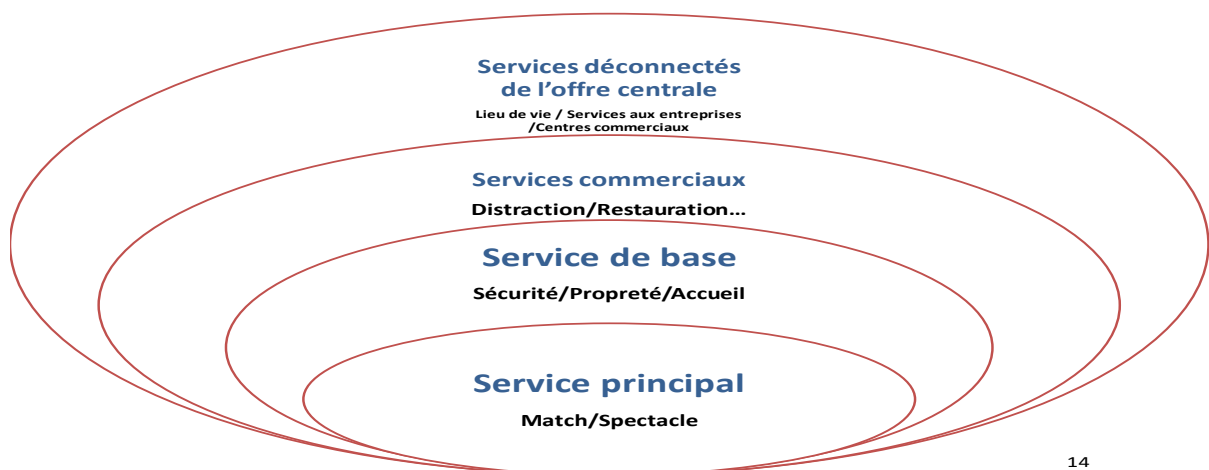 Services déconnectés
de l’offre centrale
Lieu de vie / Services aux entreprises
/Centres commerciaux
Services commerciaux
Distraction/Restauration…
Service de base
Sécurité/Propreté/Accueil
Service principal
Match/Spectacle
14